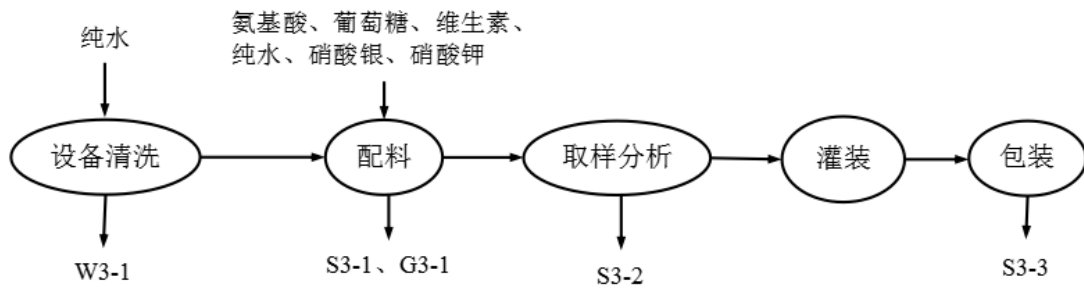 纯水
氨基酸、葡萄糖、维生素、
纯水、硝酸银、硝酸钾
设备清洗
配料
取样分析
灌装
包装
W3-1
S3-1、G3-1
S3-2
S3-3